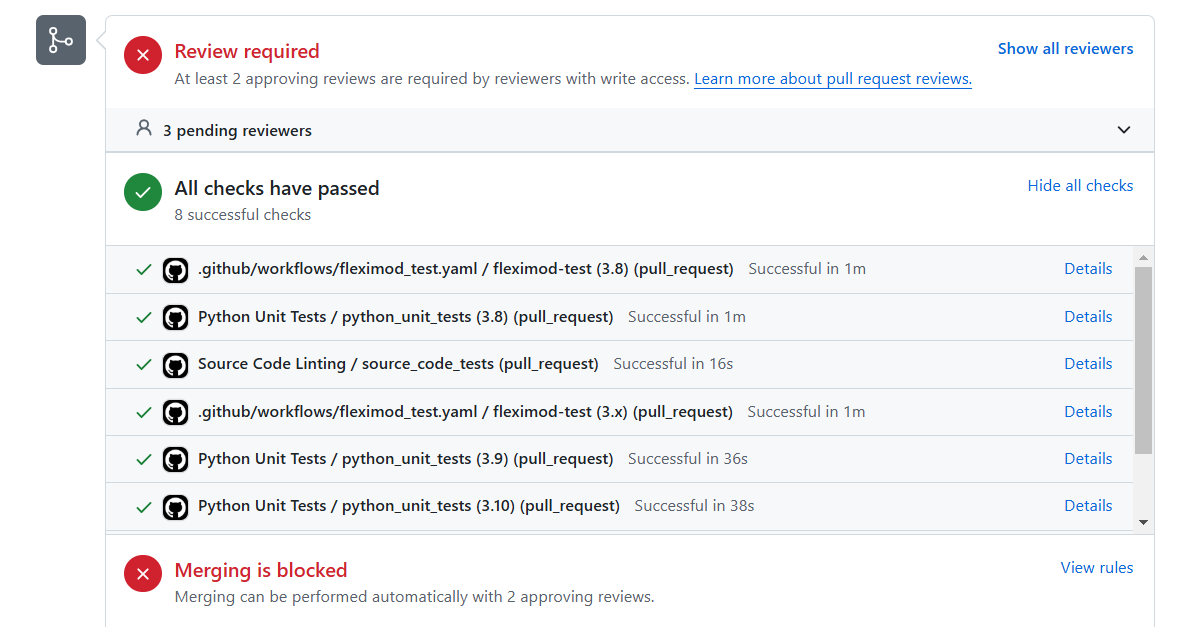 Review required
Show all reviewers
At least 2 approving reviews are required by reviewers with write access. Learn more about pull request reviews.
3 pending reviewers
All checks have passed
Hide all checks
8 successful checks
.github/workflows/fleximod_test.yaml / fleximod-test (3.8) (pull_request) Successful in 1m Details
Python Unit Tests / python_unit_tests (3.8) (pull_request) Successful in 1m Details
Source Code Linting / source_code_tests (pull_request) Successful in 16s Details
.github/workflows/fleximod_test.yaml / fleximod-test (3.x) (pull_request) Successful in 1m Details
Python Unit Tests / python_unit_tests (3.9) (pull_request) Successful in 36s Details
Python Unit Tests / python_unit_tests (3.10) (pull_request) Successful in 38s Details
Merging is blocked
View rules
Merging can be performed automatically with 2 approving reviews.